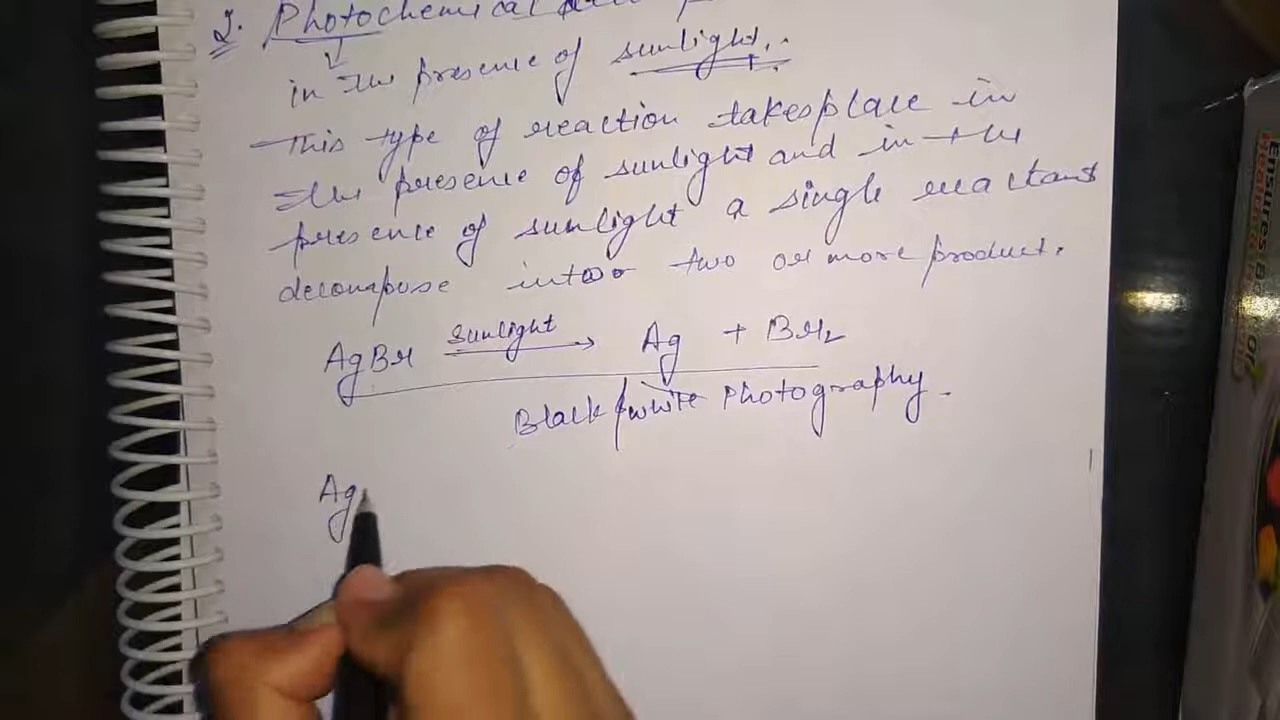 2. Photochemical
in the presence of sunlight.
This type of reaction takesplace in
the presence of sunlight and in the
presence of sunlight a single reactant
decompose into two or more product.
AgBr sunlight → Ag + Br2
Black/white Photography.
Ag